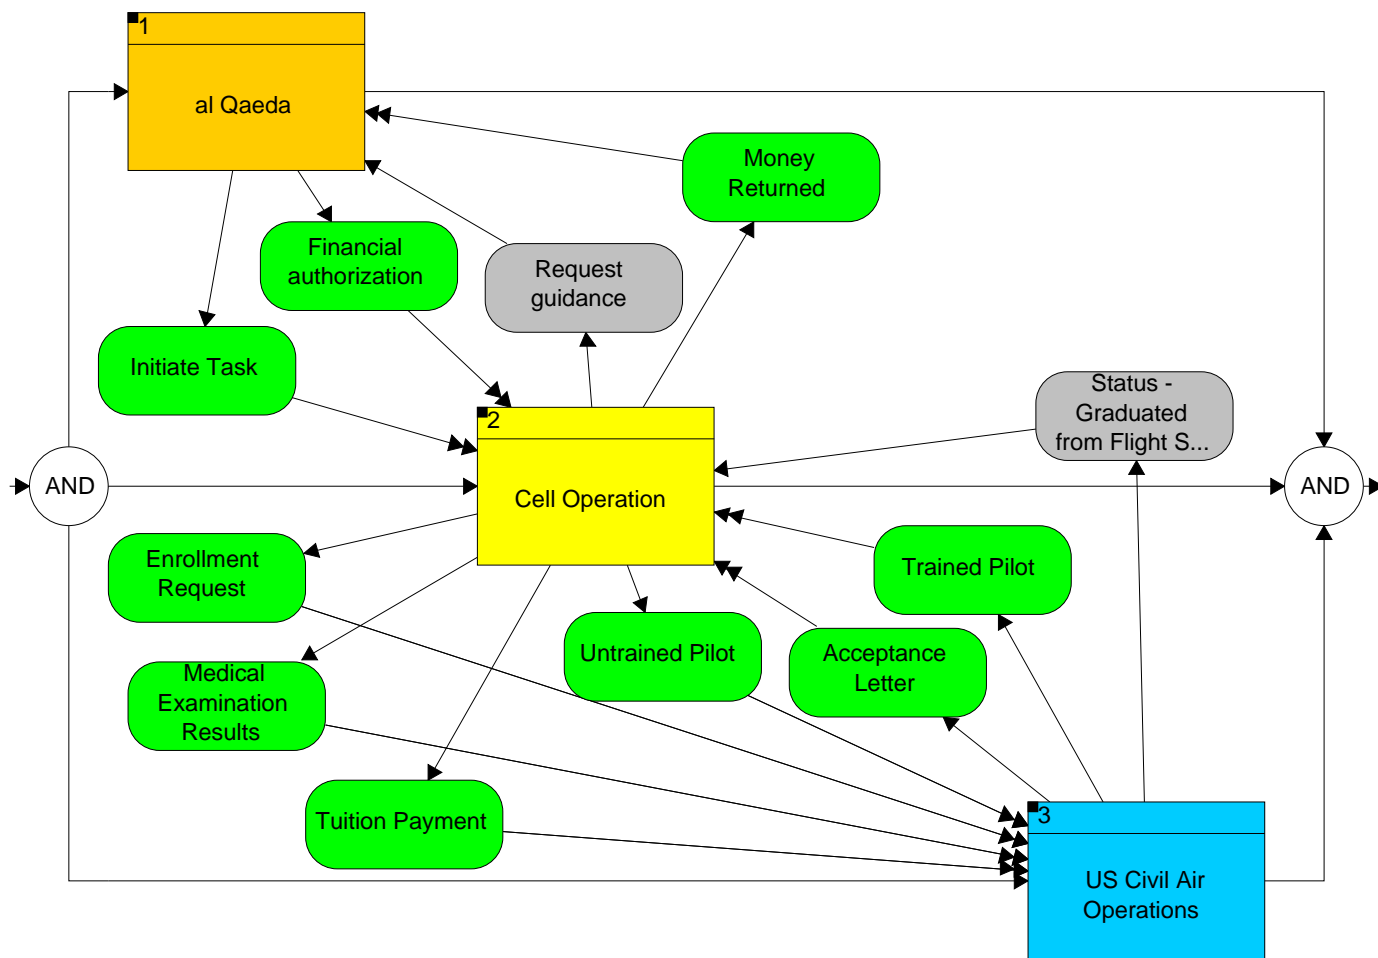 1
al Qaeda
Money
Returned
Financial
authorization
Request
guidance
Initiate Task
Status -
Graduated
from Flight S...
2
Cell Operation
AND
AND
Enrollment
Request
Trained Pilot
Untrained Pilot
Acceptance
Letter
Medical
Examination
Results
Tuition Payment
3
US Civil Air
Operations